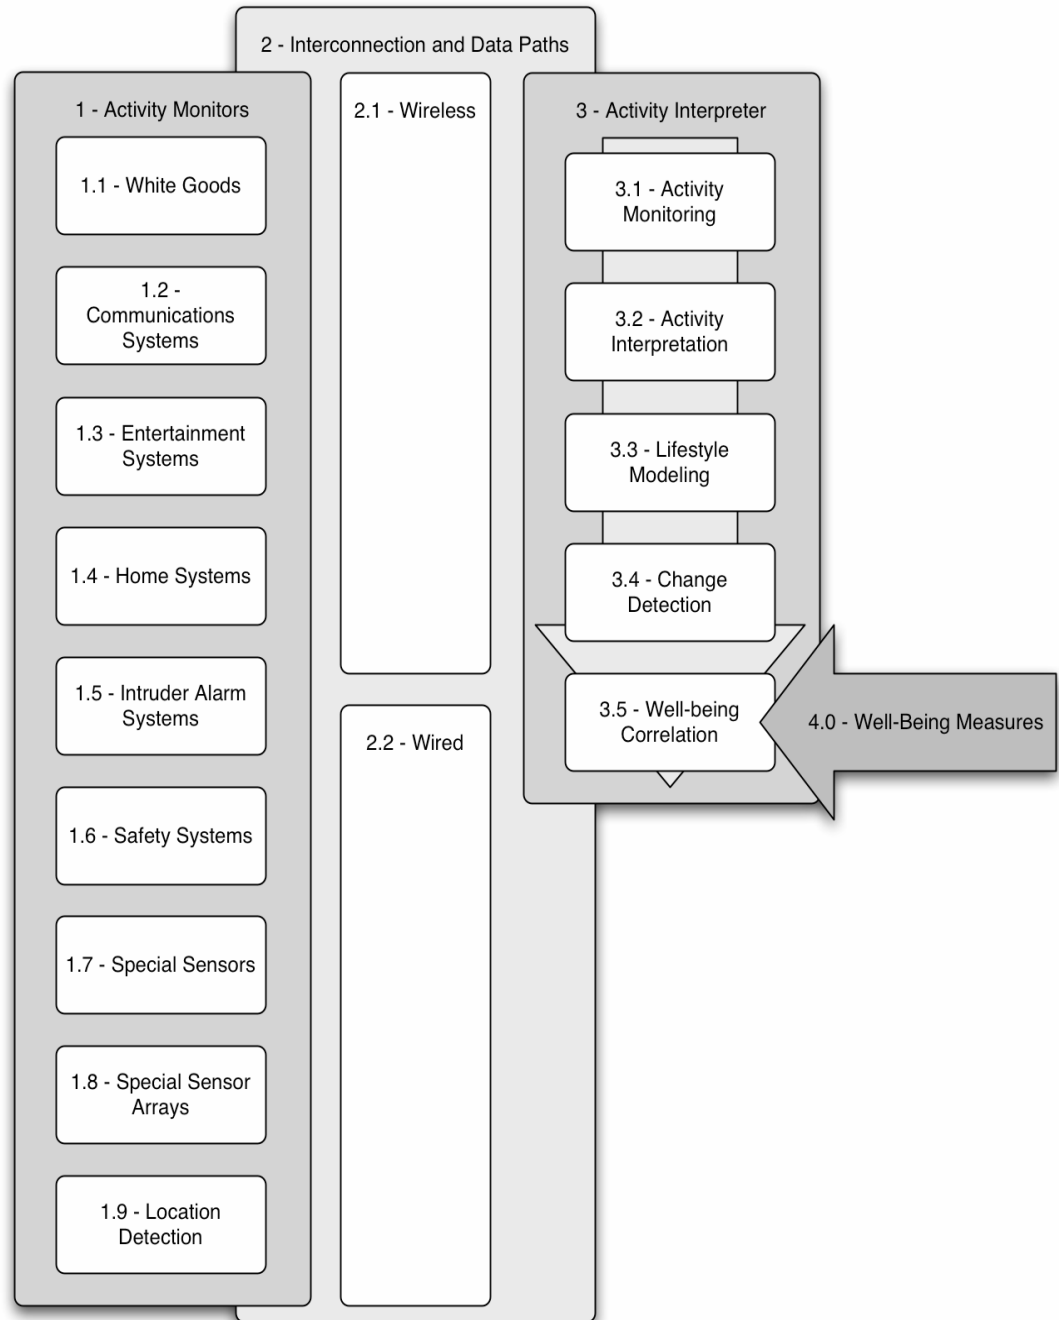 2 - Interconnection and Data Paths
1 - Activity Monitors
1.1 - White Goods
1.2 -
Communications
Systems
1.3 - Entertainment
Systems
1.4 - Home Systems
1.5 - Intruder Alarm
Systems
1.6 - Safety Systems
1.7 - Special Sensors
1.8 - Special Sensor
Arrays
1.9 - Location
Detection
2.1 - Wireless
2.2 - Wired
3 - Activity Interpreter
3.1 - Activity
Monitoring
3.2 - Activity
Interpretation
3.3 - Lifestyle
Modeling
3.4 - Change
Detection
3.5 - Well-being
Correlation
4.0 - Well-Being Measures